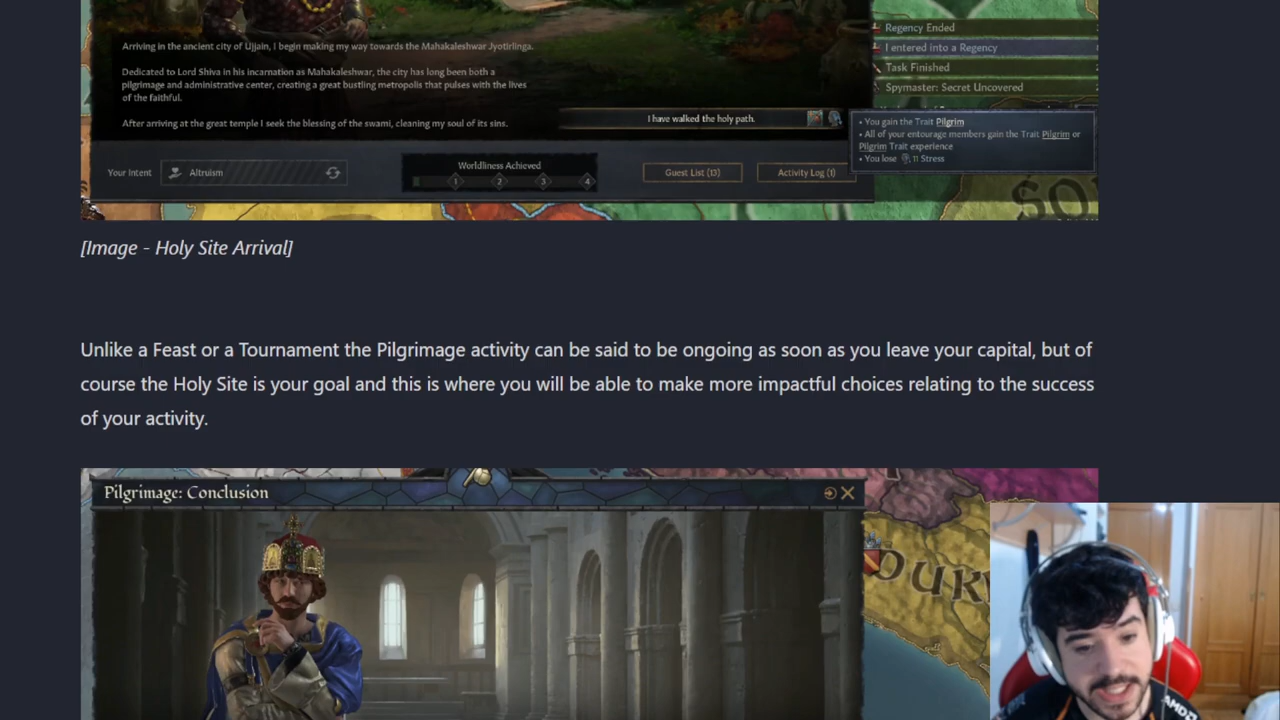 Arriving in the ancient city of Ujjain, I begin making my way towards the Mahakaleshwar Jyotirlinga.
Dedicated to Lord Shiva in his incarnation as Mahakaleshwar, the city has long been both a
pilgrimage and administrative center, creating a great bustling metropolis that pulses with the lives
of the faithful.
After arriving at the great temple I seek the blessing of the swami, cleaning my soul of its sins.
I have walked the holy path.
Regency Ended
I entered into a Regency
Task Finished
Spymaster: Secret Uncovered
• You gain the Trait Pilgrim
• All of your entourage members gain the Trait Pilgrim or
Pilgrim Trait experience
• You lose 11 Stress
Your Intent
Altruism
Worldliness Achieved
1 2 3 4
Guest List (13)
Activity Log (1)
SO
[Image - Holy Site Arrival]
Unlike a Feast or a Tournament the Pilgrimage activity can be said to be ongoing as soon as you leave your capital, but of
course the Holy Site is your goal and this is where you will be able to make more impactful choices relating to the success
of your activity.
Pilgrimage: Conclusion
AMD